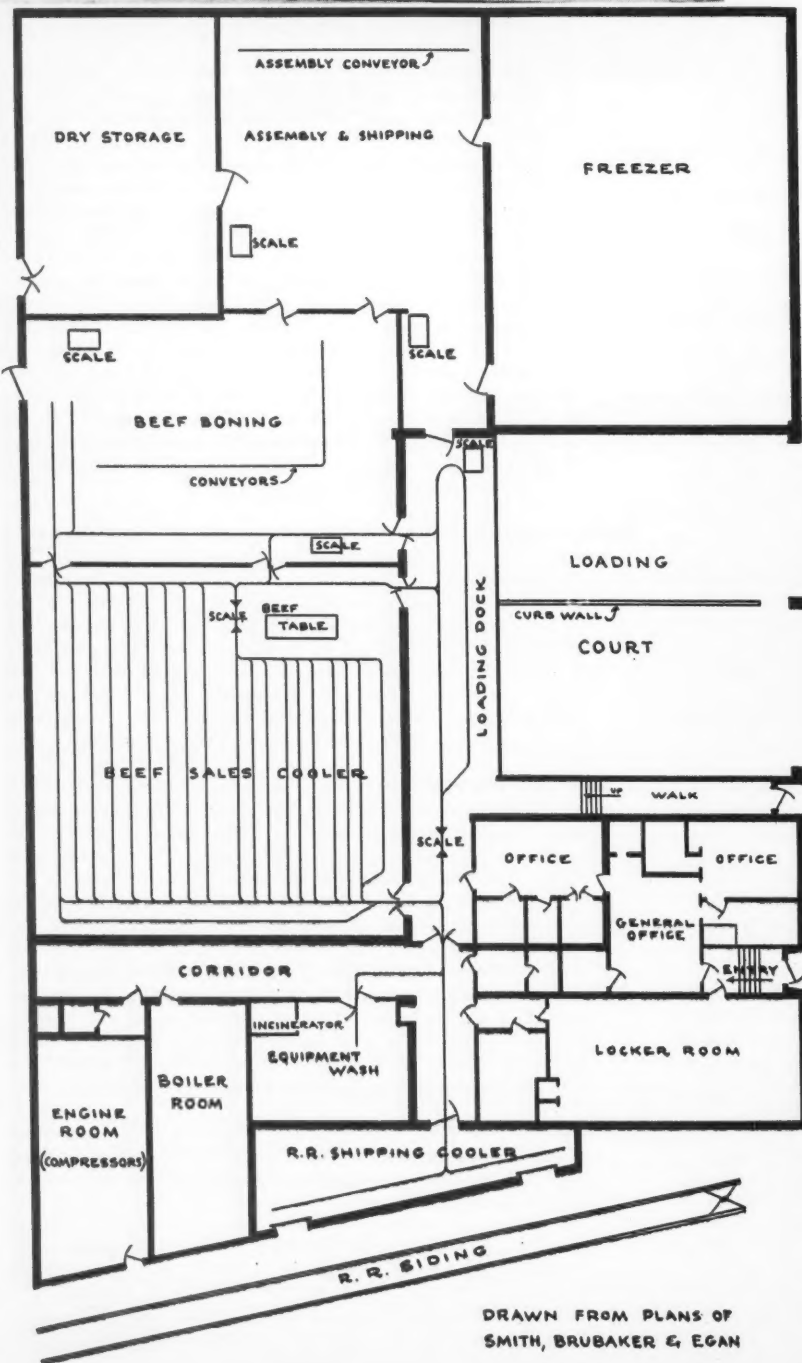 ASSEMBLY CONVEYOR
DRY STORAGE
ASSEMBLY & SHIPPING
FREEZER
SCALE
SCALE
SCALE
BEEF BONING
SCALE
CONVEYORS
SCALE
LOADING
SCALE
BEEF
TABLE
CURB WALL
COURT
LOADING DOCK
BEEF SALES COOLER
UP
WALK
SCALE
OFFICE
OFFICE
GENERAL
OFFICE
CORRIDOR
ENTRY
INCINERATOR
EQUIPMENT
WASH
LOCKER ROOM
BOILER
ROOM
ENGINE
ROOM
(COMPRESSORS)
R.R. SHIPPING COOLER
R. R. SIDING
DRAWN FROM PLANS OF
SMITH, BRUBAKER & EGAN